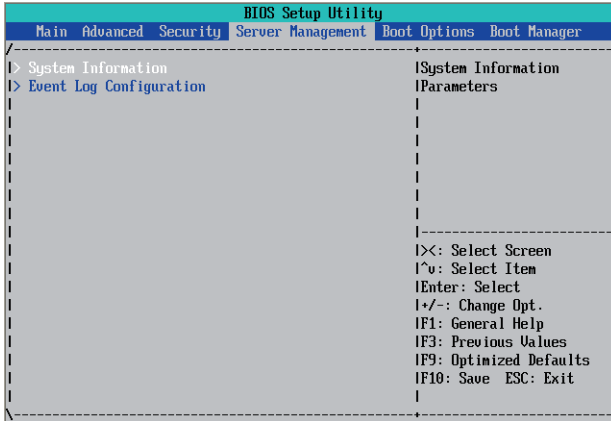 BIOS Setup Utility
Main Advanced Security Server Management Boot Options Boot Manager
> System Information
> Event Log Configuration
System Information
Parameters
><: Select Screen
^v: Select Item
Enter: Select
+/-: Change Opt.
F1: General Help
F3: Previous Values
F9: Optimized Defaults
F10: Save ESC: Exit